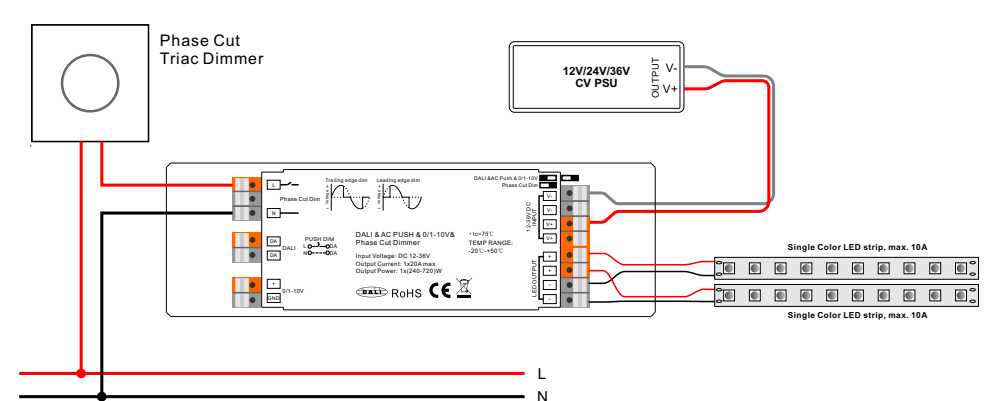 Phase Cut
Triac Dimmer
12V/24V/36V
CV PSU
OUTPUT
V-
V+
DALI &AC Push & 0/1-10V
Phase Cut Dim
Trailing edge dim
Leading edge dim
L
Phase Cut Dim
N
DA
DALI
DA
PUSH DIM
L
DA
N
DA
+
0/1-10V
GND
DALI & AC PUSH & 0/1-10V&
Phase Cut Dimmer
Input Voltage: DC 12-36V
Output Current: 1x20A max
Output Power: 1x(240-720)W
• tc=75℃
TEMP RANGE:
-20℃-+50℃
DALI
RoHS
CE
12-36VDC
INPUT
V-
V-
V+
V+
LED OUTPUT
+
+
−
−
Single Color LED strip, max. 10A
Single Color LED strip, max. 10A
L
N